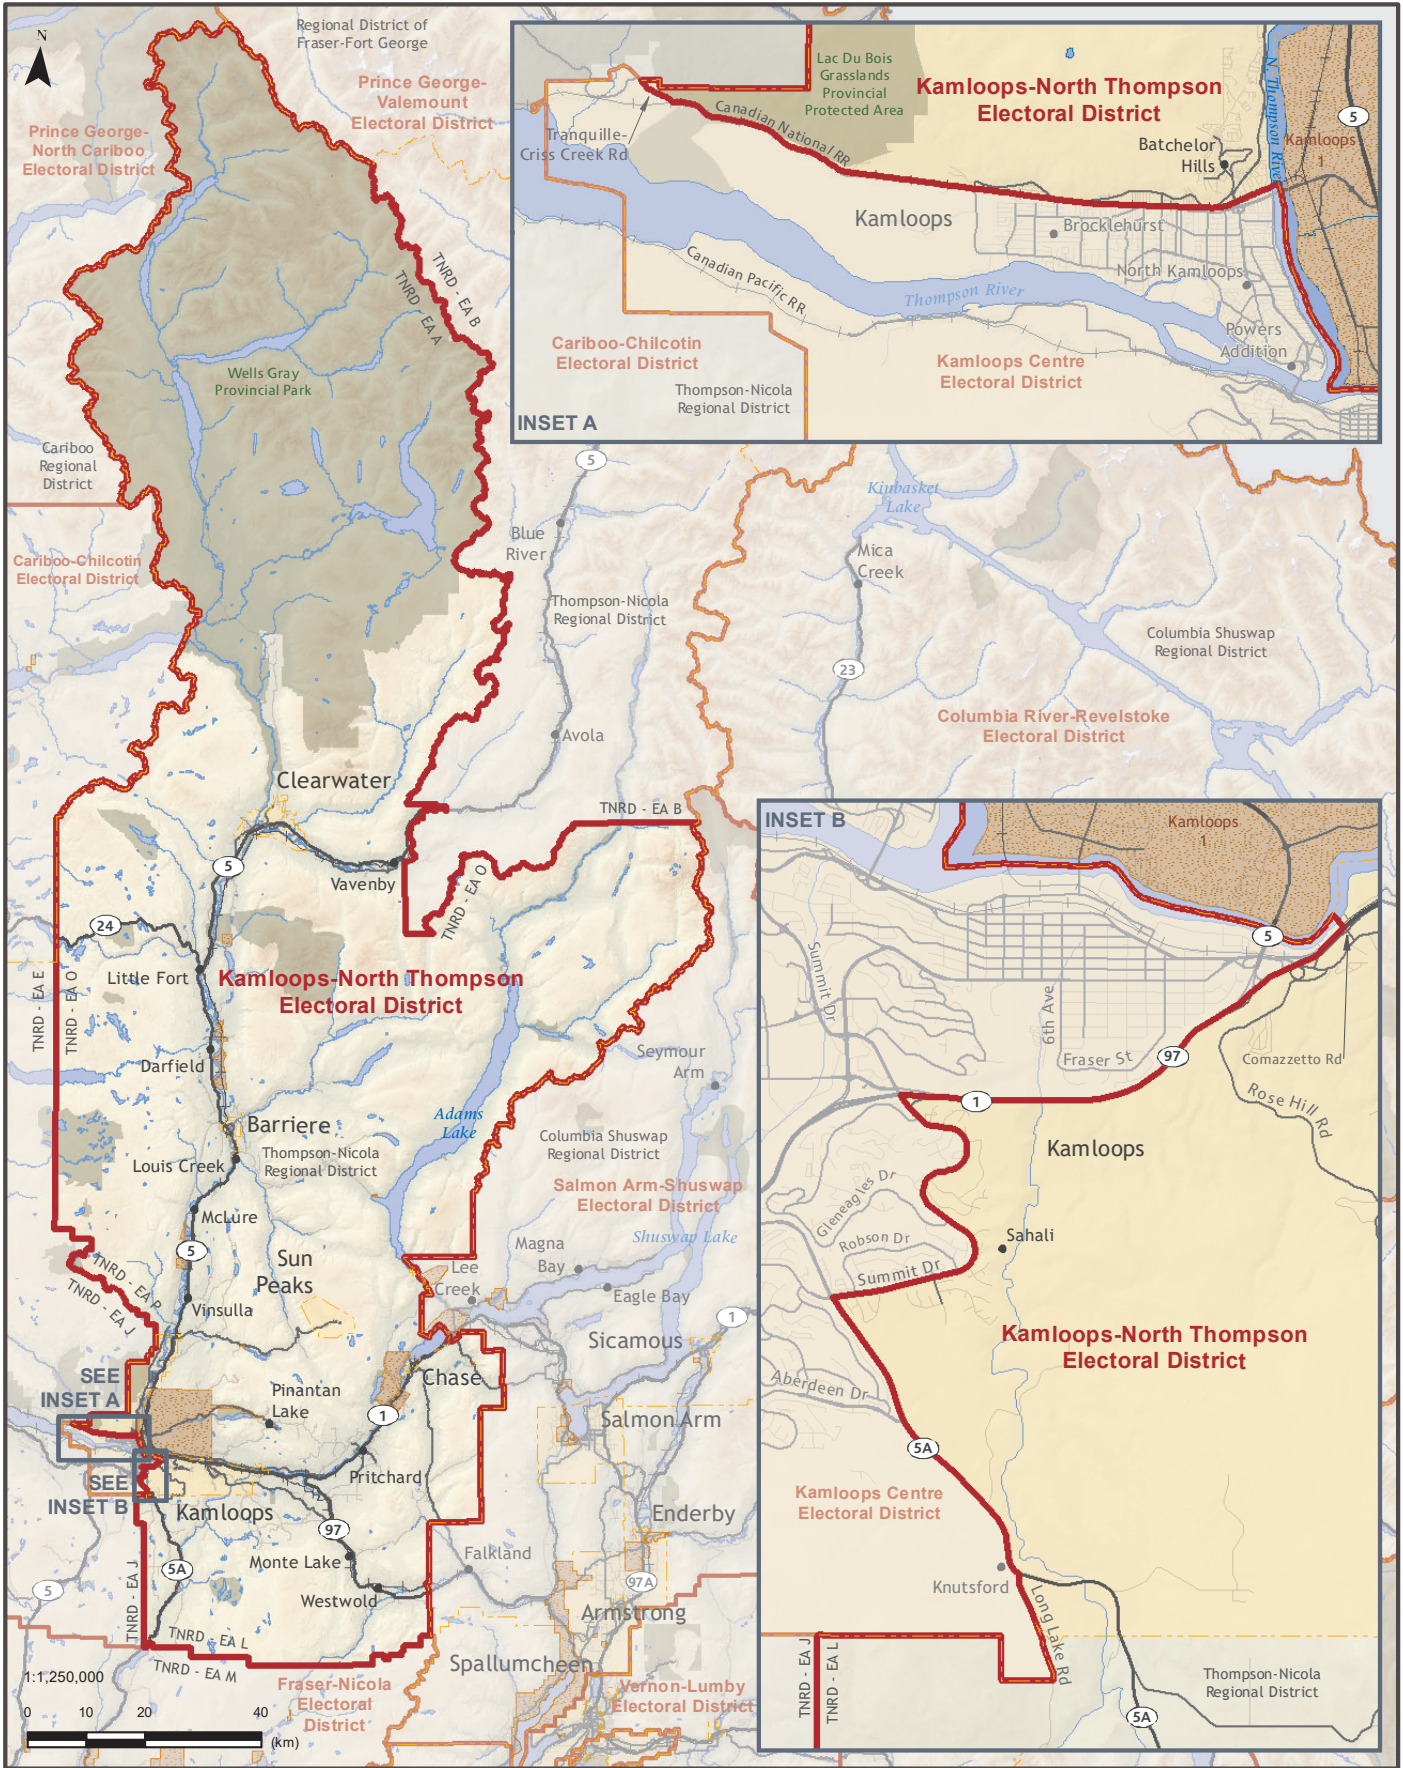 N
Regional District of
Fraser-Fort George
Prince George-
Valemount
Electoral District
Prince George-
North Cariboo
Electoral District
TNRD - EA B
TNRD - EA A
Wells Gray
Provincial Park
Cariboo
Regional
District
Cariboo-Chilcotin
Electoral District
5
Blue
River
Thompson-Nicola
Regional District
Avola
Kinbasket
Lake
Mica
Creek
23
Columbia Shuswap
Regional District
Columbia River-Revelstoke
Electoral District
Clearwater
TNRD - EA B
5
Vavenby
TNRD - EA O
24
Little Fort
Kamloops-North Thompson
Electoral District
TNRD - EA E
TNRD - EA O
Darfield
Seymour
Arm
Adams
Lake
Barriere
Thompson-Nicola
Regional District
Louis Creek
Columbia Shuswap
Regional District
Salmon Arm-Shuswap
Electoral District
McLure
5
Sun
Peaks
Magna
Bay
Shuswap Lake
Lee
Creek
Eagle Bay
TNRD - EA P
TNRD - EA J
Vinsulla
1
Sicamous
SEE
INSET A
Pinantan
Lake
Chase
1
Salmon Arm
Pritchard
SEE
INSET B
Kamloops
97
Enderby
Monte Lake
Falkland
5A
5
Westwold
97A
Armstrong
TNRD - EA J
TNRD - EA L
TNRD - EA M
Spallumcheen
1:1,250,000
Fraser-Nicola
Electoral
District
Vernon-Lumby
Electoral District
0 10 20 40
(km)
Lac Du Bois
Grasslands
Provincial
Protected Area
Kamloops-North Thompson
Electoral District
N Thompson River
5
Kamloops
1
Tranquille-
Criss Creek Rd
Canadian National RR
Batchelor
Hills
Kamloops
Brocklehurst
North Kamloops
Canadian Pacific RR
Thompson River
Powers
Addition
Cariboo-Chilcotin
Electoral District
Kamloops Centre
Electoral District
Thompson-Nicola
Regional District
INSET A
INSET B
Kamloops
1
5
Summit Dr
6th Ave
Fraser St
97
Comazzetto Rd
Rose Hill Rd
1
Kamloops
Gleneagles Dr
Robson Dr
Sahali
Summit Dr
Kamloops-North Thompson
Electoral District
Aberdeen Dr
5A
Kamloops Centre
Electoral District
Knutsford
Long Lake Rd
TNRD - EA J
TNRD - EA L
Thompson-Nicola
Regional District
5A